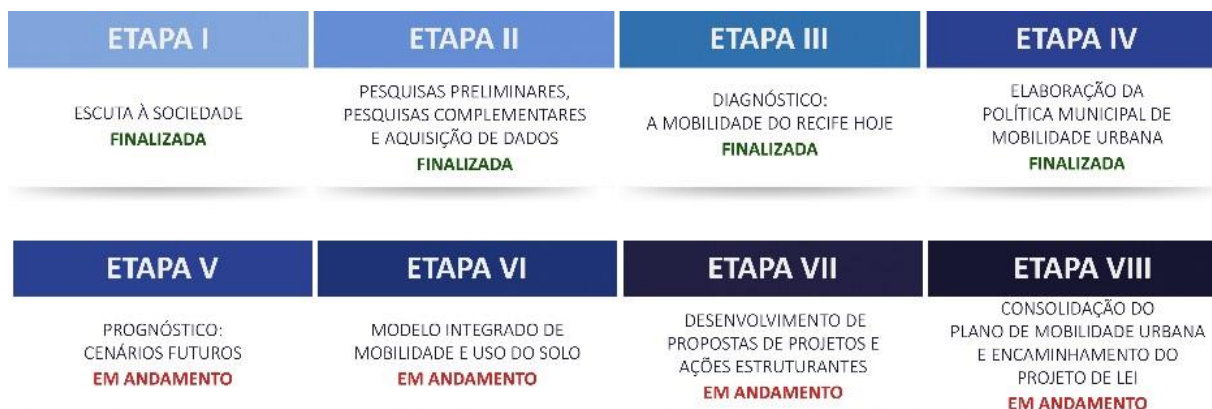 ETAPA I
ESCUTA À SOCIEDADE
FINALIZADA
ETAPA II
PESQUISAS PRELIMINARES,
PESQUISAS COMPLEMENTARES
E AQUISIÇÃO DE DADOS
FINALIZADA
ETAPA III
DIAGNÓSTICO:
A MOBILIDADE DO RECIFE HOJE
FINALIZADA
ETAPA IV
ELABORAÇÃO DA
POLÍTICA MUNICIPAL DE
MOBILIDADE URBANA
FINALIZADA
ETAPA V
PROGNÓSTICO:
CENÁRIOS FUTUROS
EM ANDAMENTO
ETAPA VI
MODELO INTEGRADO DE
MOBILIDADE E USO DO SOLO
EM ANDAMENTO
ETAPA VII
DESENVOLVIMENTO DE
PROPOSTAS DE PROJETOS E
AÇÕES ESTRUTURANTES
EM ANDAMENTO
ETAPA VIII
CONSOLIDAÇÃO DO
PLANO DE MOBILIDADE URBANA
E ENCAMINHAMENTO DO
PROJETO DE LEI
EM ANDAMENTO